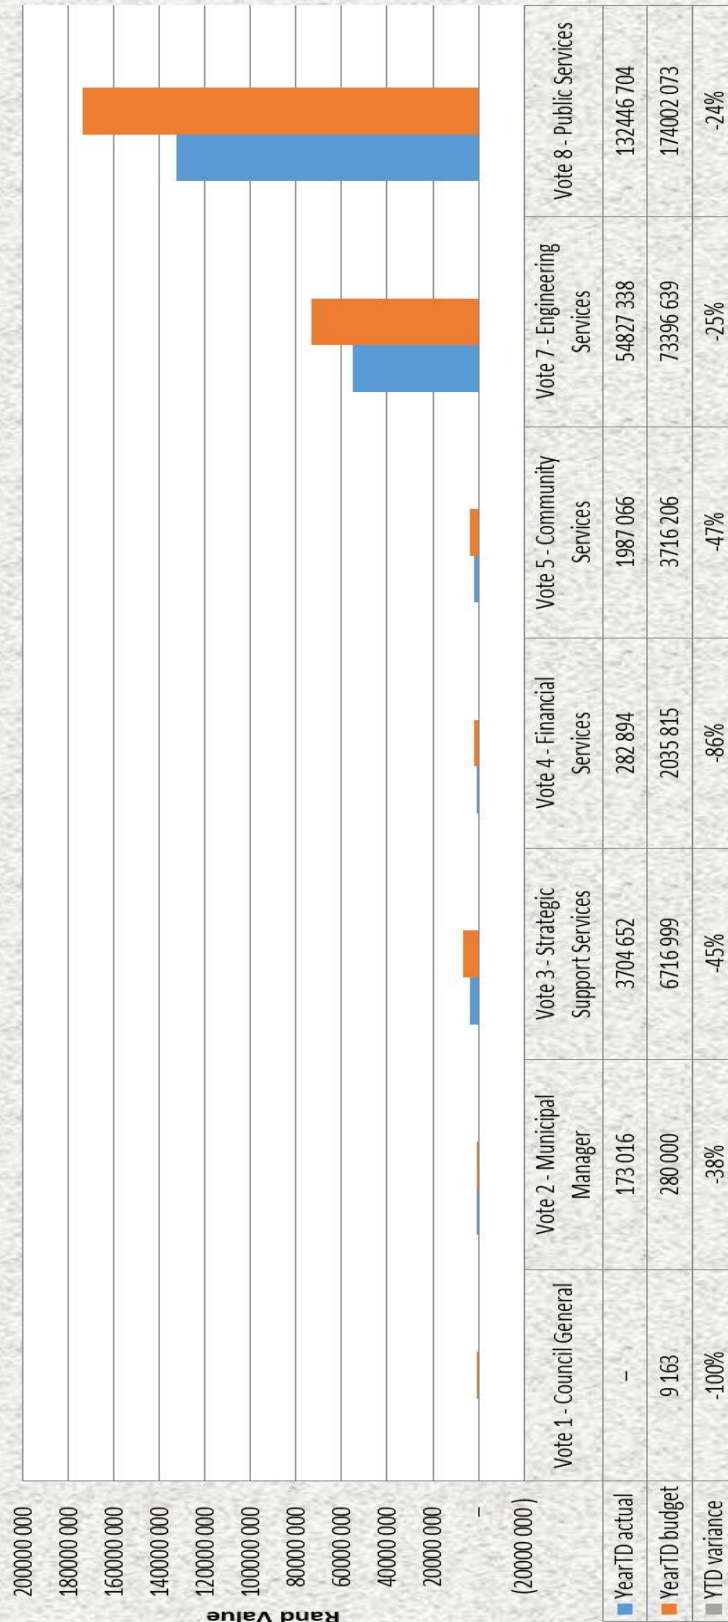 Rand Value
200000 000
180000 000
160000 000
140000 000
120000 000
100000 000
80000 000
60000 000
40000 000
20000 000
–
(20000 000)
Vote 1 - Council General
Vote 2 - Municipal
Manager
Vote 3 - Strategic
Support Services
Vote 4 - Financial
Services
Vote 5 - Community
Services
Vote 7 - Engineering
Services
Vote 8 - Public Services
YearTD actual – 173 016 3704 652 282 894 1987 066 54827 338 132446 704
YearTD budget 9 163 280 000 6716 999 2035 815 3716 206 73396 639 174002 073
YTD variance -100% -38% -45% -86% -47% -25% -24%